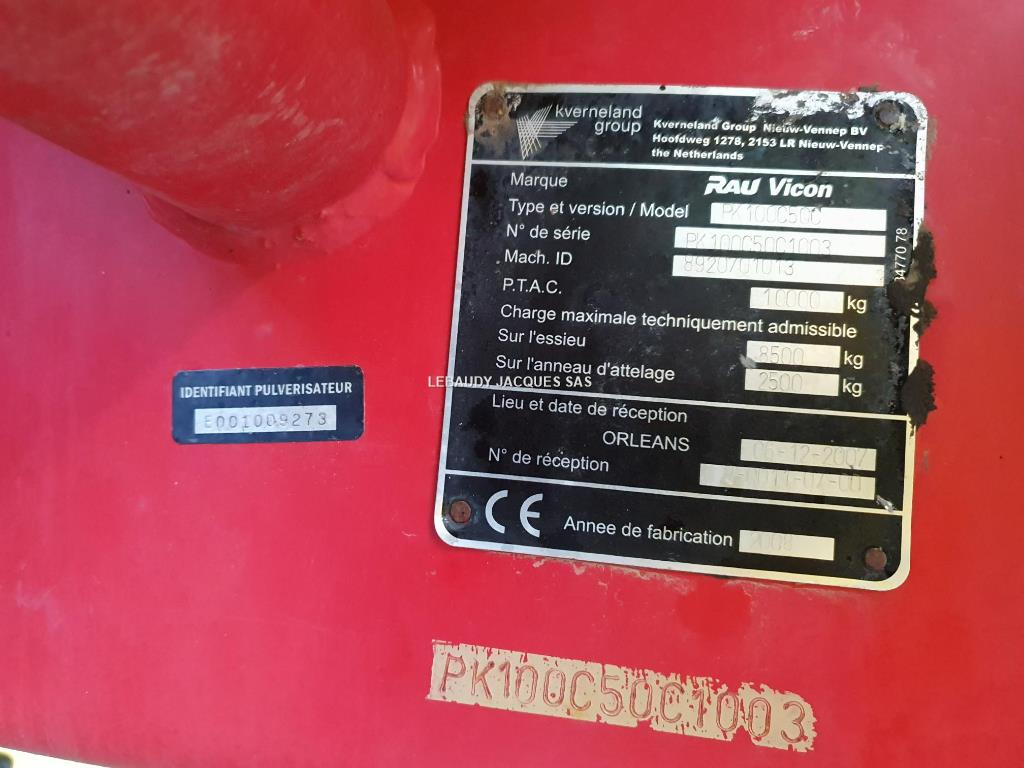 kverneland
group
Kverneland Group Nieuw-Vennep BV
Hoofdweg 1278, 2153 LR Nieuw-Vennep
the Netherlands
Marque RAU Vicon
Type et version / Model PK100C50C
N° de série PK100C50C1003
Mach. ID 8920701013
P.T.A.C. 10000 kg
Charge maximale techniquement admissible
Sur l'essieu 8500 kg
Sur l'anneau d'attelage 2500 kg
Lieu et date de réception
ORLEANS 06-12-2007
N° de réception
CE Annee de fabrication 2008
IDENTIFIANT PULVERISATEUR
E001009273
LEBAUDY JACQUES SAS
PK100C50C1003